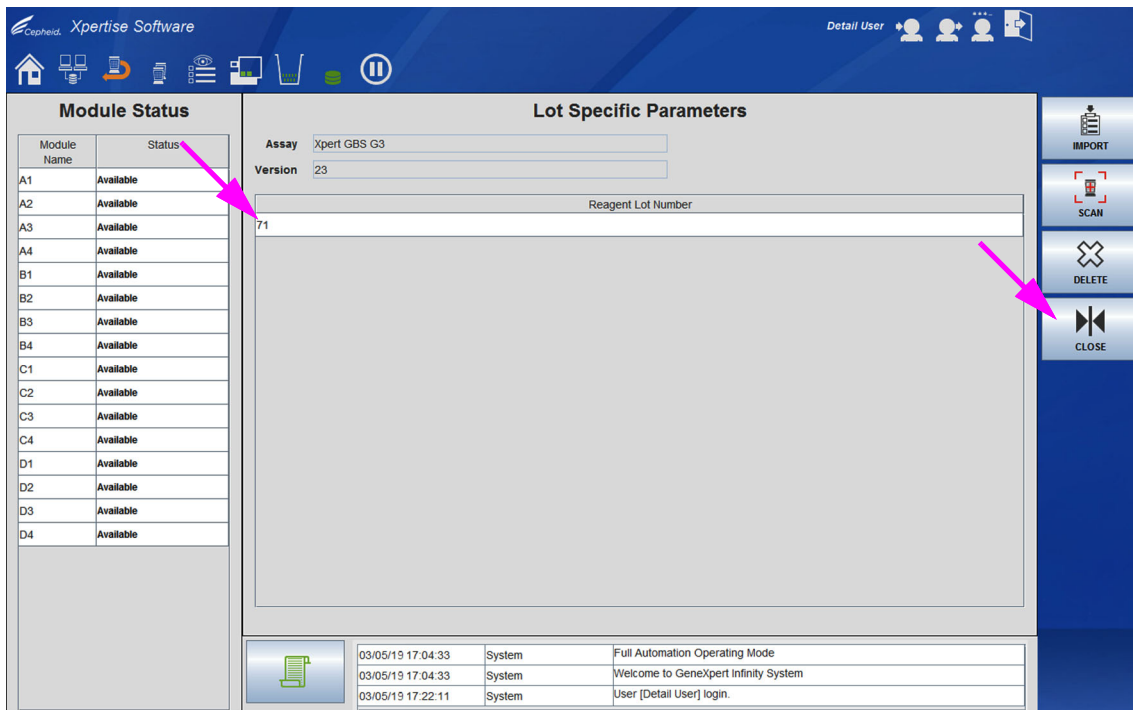 Cepheid. Xpertise Software
Detail User
Module Status
Module Name Status
A1 Available
A2 Available
A3 Available
A4 Available
B1 Available
B2 Available
B3 Available
B4 Available
C1 Available
C2 Available
C3 Available
C4 Available
D1 Available
D2 Available
D3 Available
D4 Available
Lot Specific Parameters
Assay Xpert GBS G3
Version 23
Reagent Lot Number
71
IMPORT
SCAN
DELETE
CLOSE
03/05/19 17:04:33 System Full Automation Operating Mode
03/05/19 17:04:33 System Welcome to GeneXpert Infinity System
03/05/19 17:22:11 System User [Detail User] login.